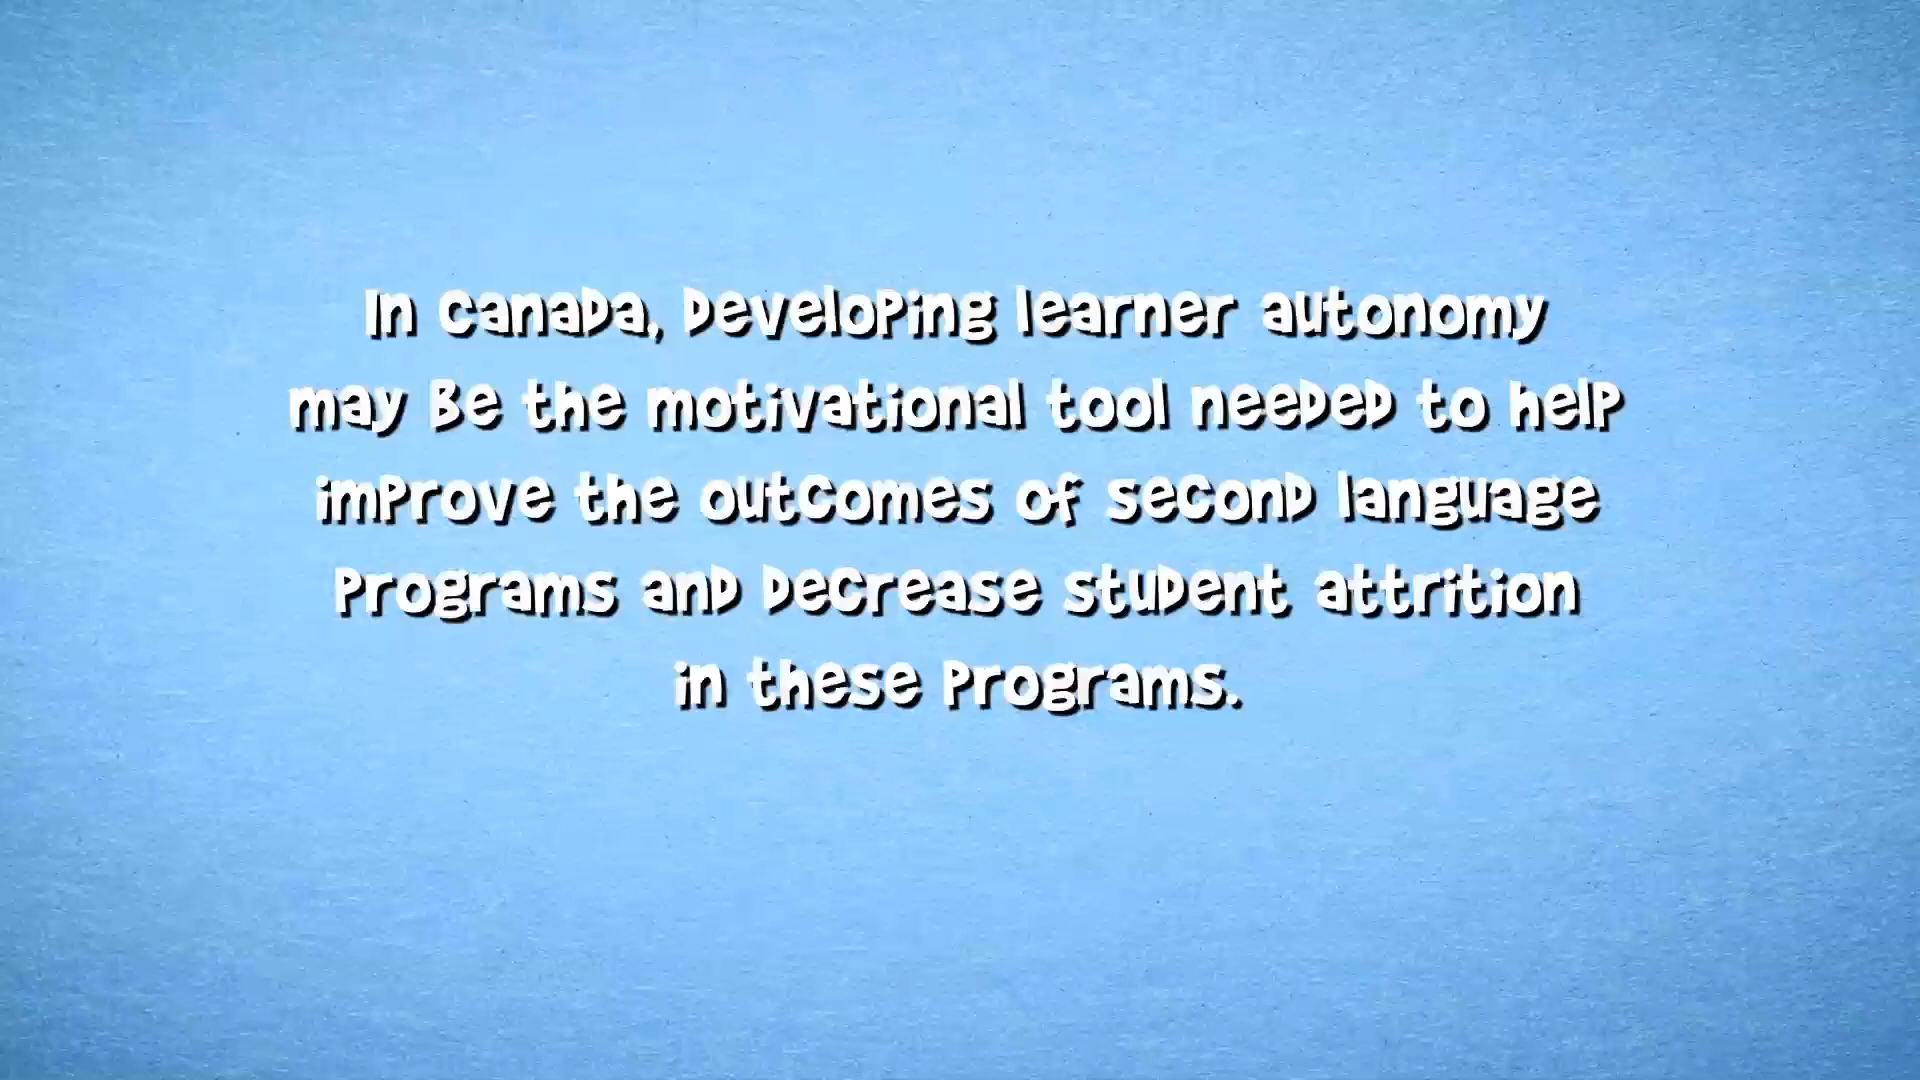 In Canada, developing learner autonomy
may be the motivational tool needed to help
improve the outcomes of second language
programs and decrease student attrition
in these programs.